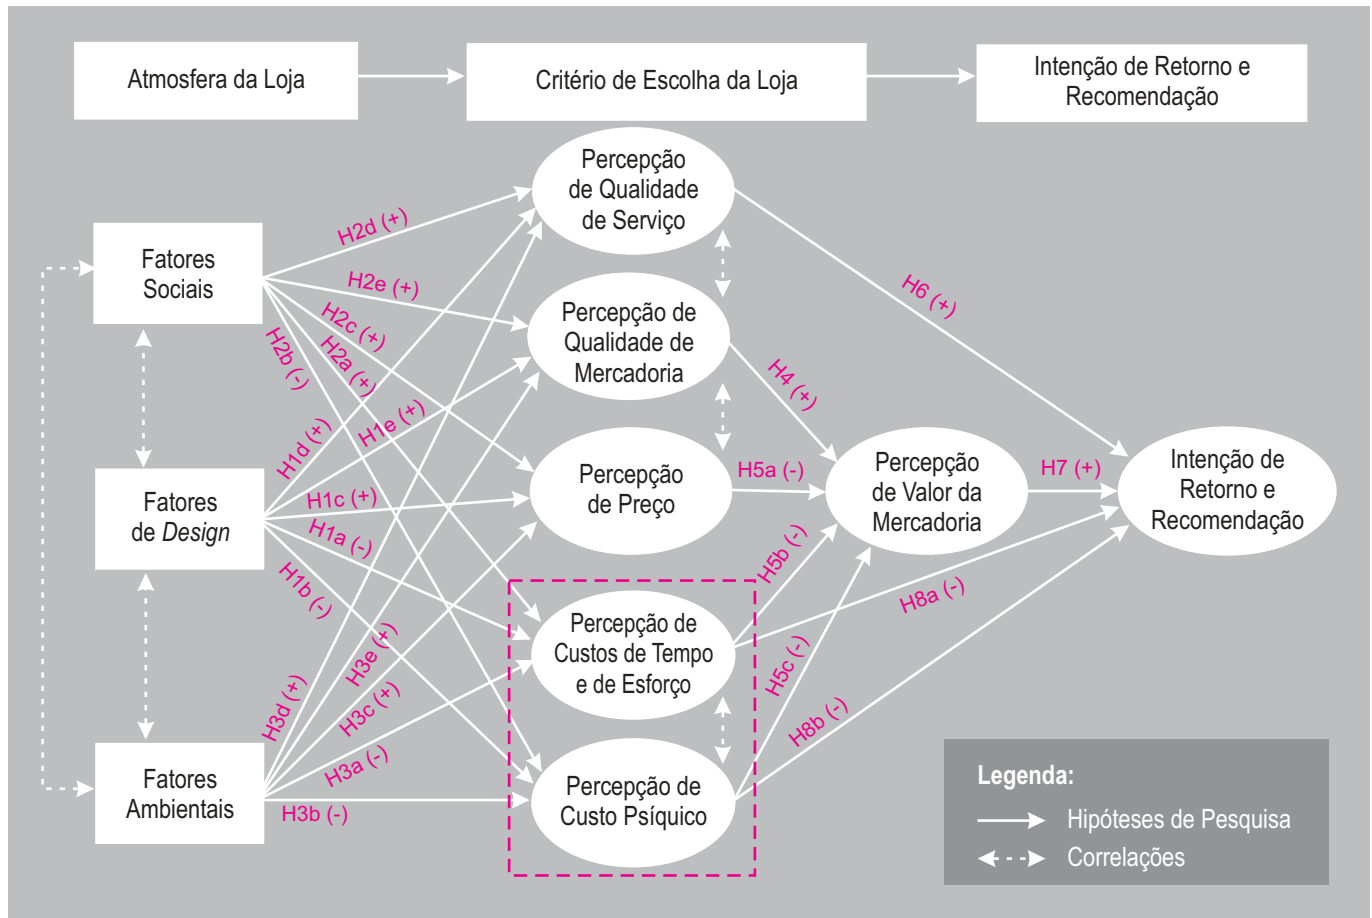 Atmosfera da Loja
Critério de Escolha da Loja
Intenção de Retorno e
Recomendação
Percepção
de Qualidade
de Serviço
Fatores
Sociais
H2d (+)
H2e (+)
H2c (+)
H2a (+)
H2b (-)
H6 (+)
Percepção de
Qualidade de
Mercadoria
H4 (+)
H1d (+)
H1e (+)
H1c (+)
H1a (-)
H1b (-)
Fatores
de Design
Percepção
de Preço
H5a (-)
Percepção
de Valor da
Mercadoria
H7 (+)
Intenção de
Retorno e
Recomendação
H5b (-)
H8a (-)
Percepção de
Custos de Tempo
e de Esforço
H5c (-)
H8b (-)
H3d (+)
H3e (+)
H3c (+)
H3a (-)
H3b (-)
Fatores
Ambientais
Percepção de
Custo Psíquico
Legenda:
Hipóteses de Pesquisa
Correlações